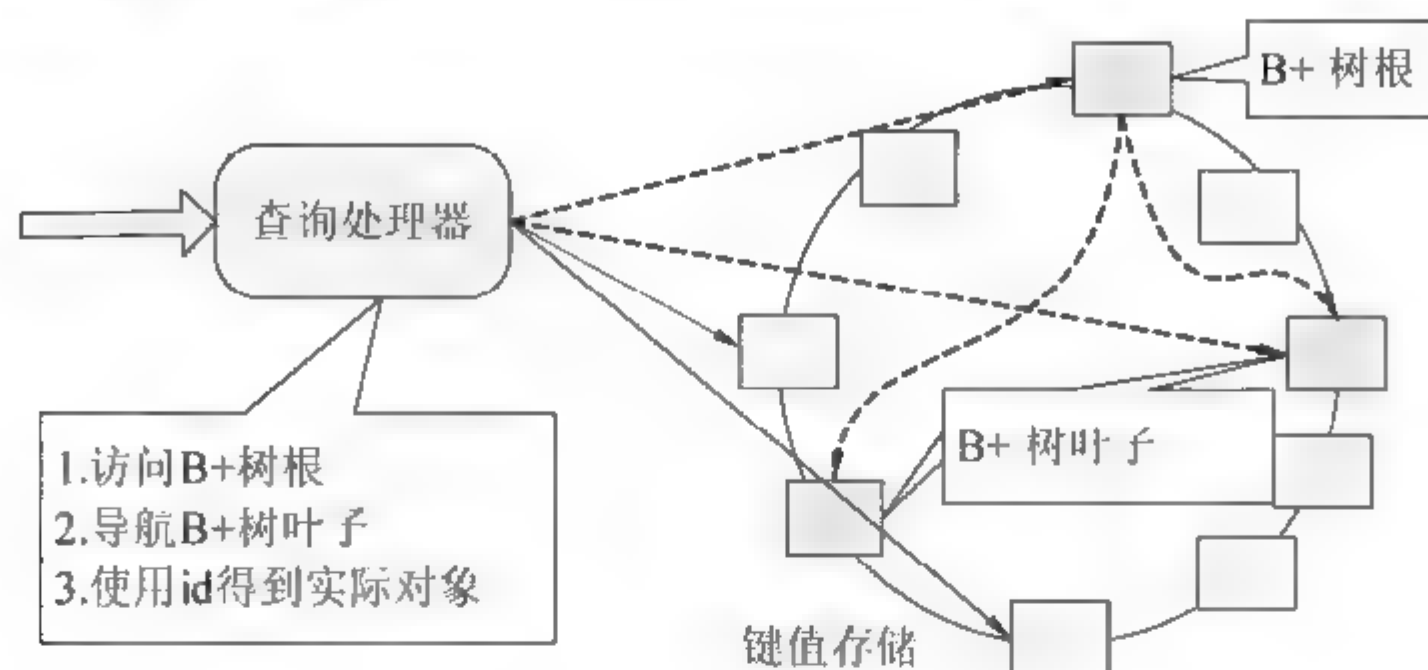 B+ 树根
查询处理器
1.访问B+树根
2.导航B+树叶子
3.使用id得到实际对象
B+ 树叶子
键值存储